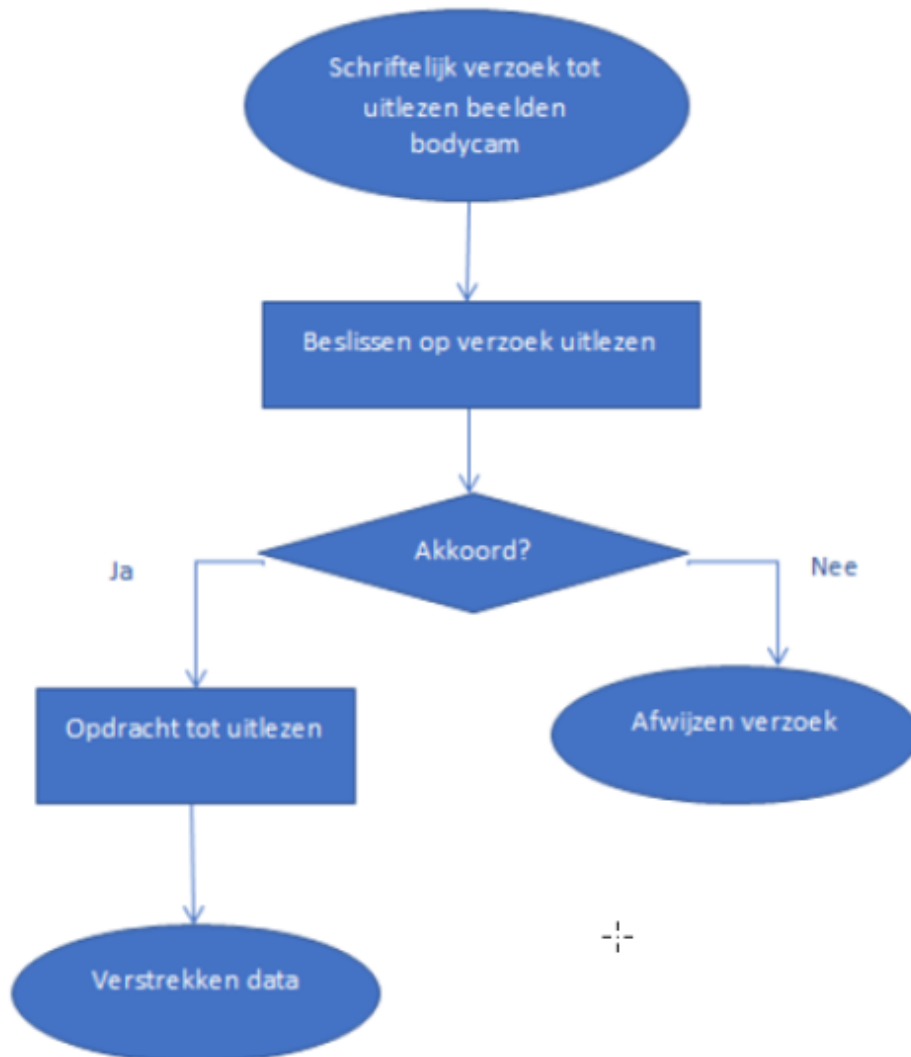 Schriftelijk verzoek tot
uitlezen beelden
bodycam
Beslissen op verzoek uitlezen
Akkoord?
Ja
Nee
Opdracht tot uitlezen
Afwijzen verzoek
Verstrekken data